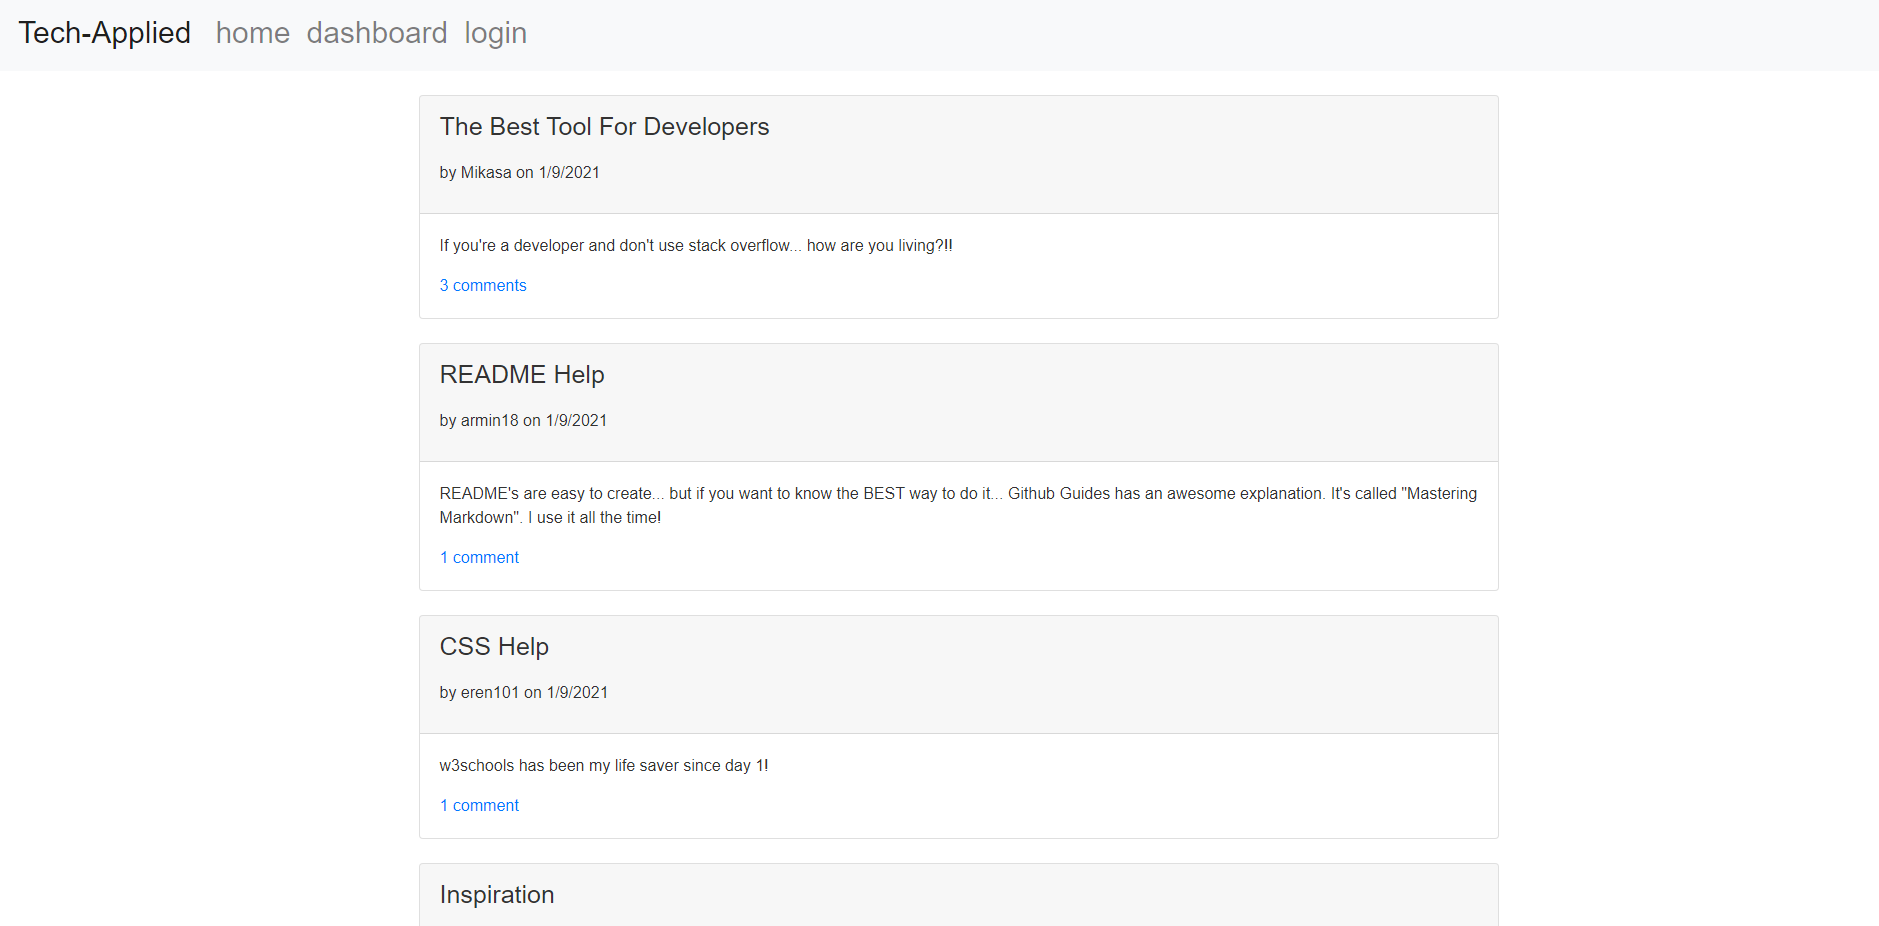 Tech-Applied home dashboard login
The Best Tool For Developers
by Mikasa on 1/9/2021
If you're a developer and don't use stack overflow... how are you living?!!
3 comments
README Help
by armin18 on 1/9/2021
README's are easy to create... but if you want to know the BEST way to do it... Github Guides has an awesome explanation. It's called "Mastering
Markdown". I use it all the time!
1 comment
CSS Help
by eren101 on 1/9/2021
w3schools has been my life saver since day 1!
1 comment
Inspiration